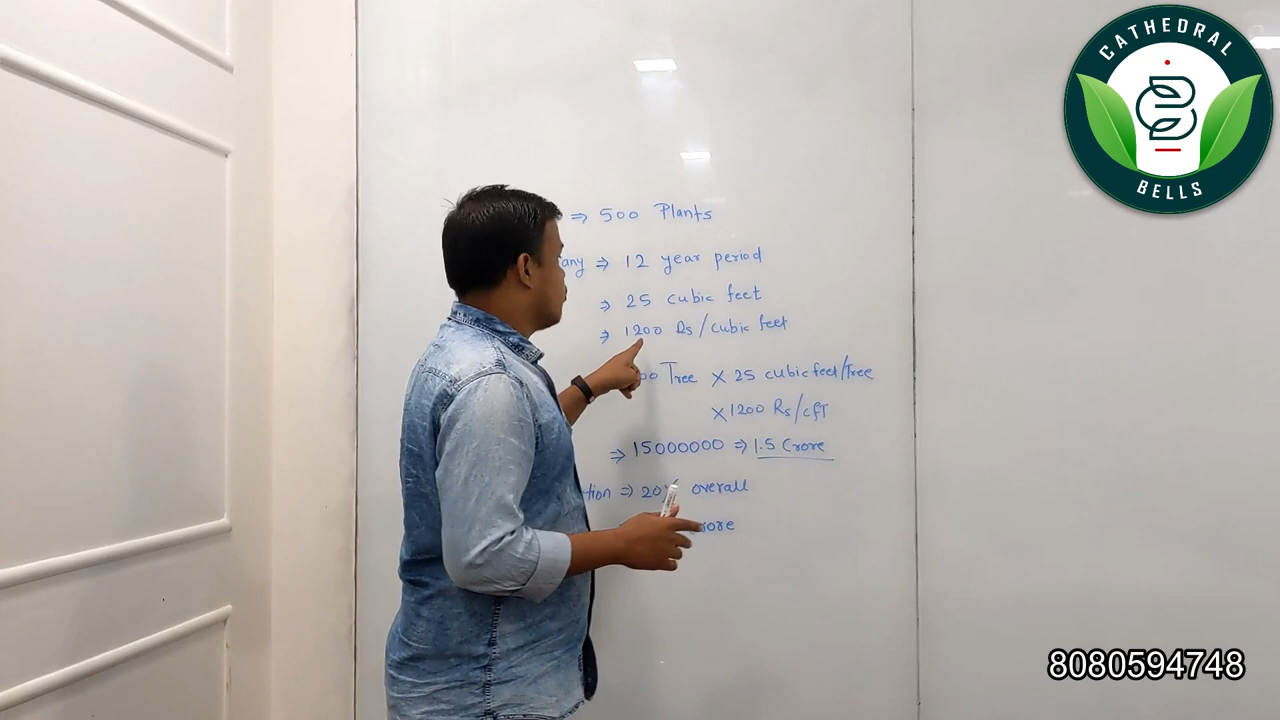 CATHEDRAL
BELLS
⇒ 500 Plants
any ⇒ 12 year period
⇒ 25 cubic feet
⇒ 1200 Rs/cubic feet
00 Tree X 25 cubic feet/Tree
X 1200 Rs/cfT
⇒ 15000000 ⇒ 1.5 Crore
tion ⇒ 20% overall
rore
8080594748